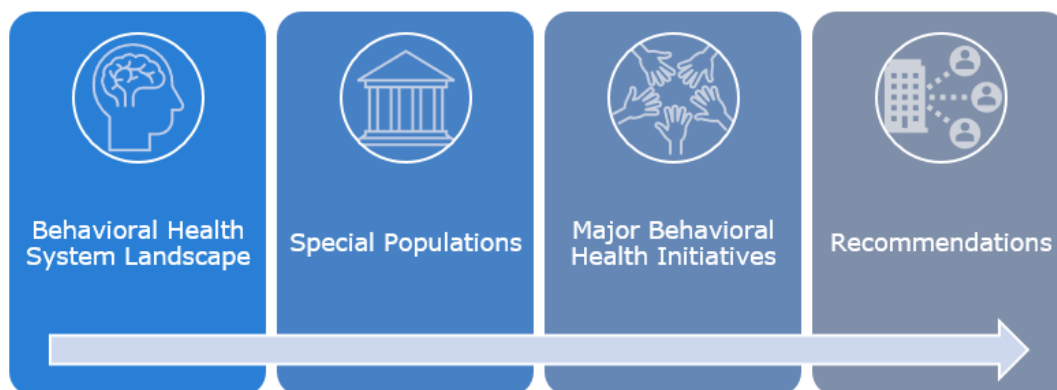 Behavioral Health
System Landscape
Special Populations
Major Behavioral
Health Initiatives
Recommendations